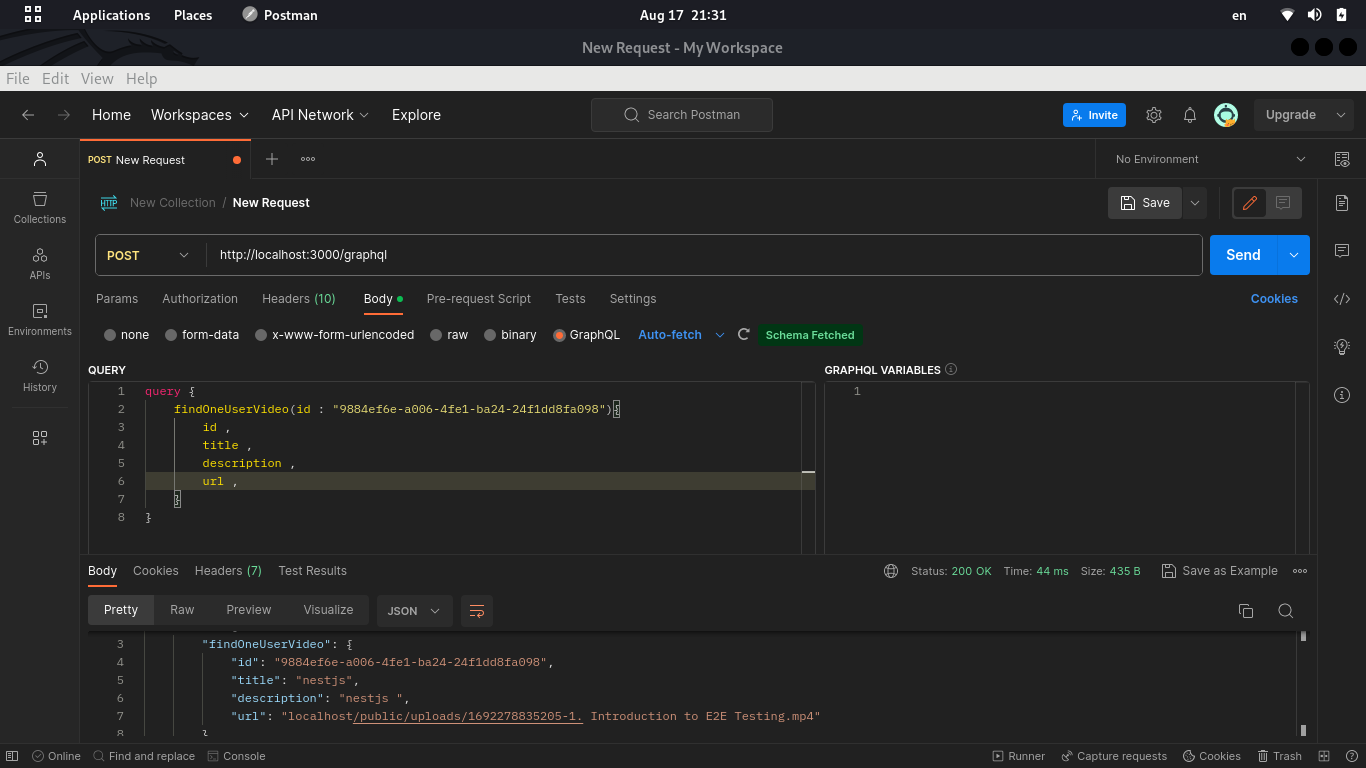 Applications Places Postman Aug 17 21:31 en
New Request - My Workspace
File Edit View Help
Home Workspaces API Network Explore Search Postman Invite Upgrade
POST New Request No Environment
HTTP New Collection / New Request Save
POST http://localhost:3000/graphql Send
Params Authorization Headers (10) Body Pre-request Script Tests Settings Cookies
none form-data x-www-form-urlencoded raw binary GraphQL Auto-fetch Schema Fetched
Collections
APIs
Environments
History
QUERY GRAPHQL VARIABLES
1 query { 1
2 findOneUserVideo(id : "9884ef6e-a006-4fe1-ba24-24f1dd8fa098"){
3 id ,
4 title ,
5 description ,
6 url ,
7 }
8 }
Body Cookies Headers (7) Test Results Status: 200 OK Time: 44 ms Size: 435 B Save as Example
Pretty Raw Preview Visualize JSON
3 "findOneUserVideo": {
4 "id": "9884ef6e-a006-4fe1-ba24-24f1dd8fa098",
5 "title": "nestjs",
6 "description": "nestjs ",
7 "url": "localhost/public/uploads/1692278835205-1. Introduction to E2E Testing.mp4"
8 }
Online Find and replace Console Runner Capture requests Cookies Trash